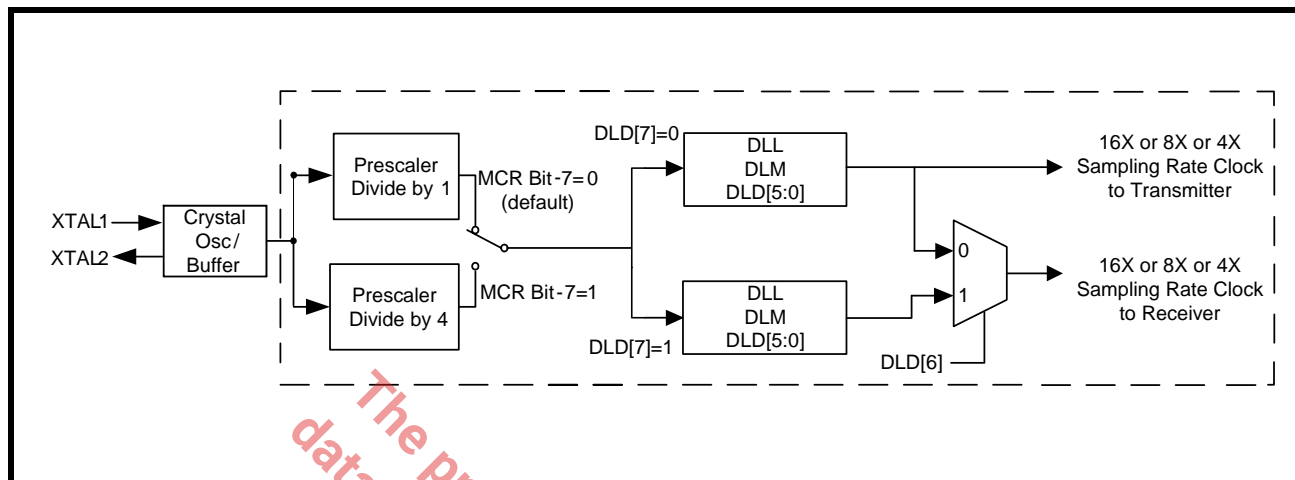 XTAL1
XTAL2
Crystal
Osc/
Buffer
Prescaler
Divide by 1
Prescaler
Divide by 4
MCR Bit-7=0
(default)
MCR Bit-7=1
DLD[7]=0
DLL
DLM
DLD[5:0]
DLD[7]=1
DLL
DLM
DLD[5:0]
0
1
DLD[6]
16X or 8X or 4X
Sampling Rate Clock
to Transmitter
16X or 8X or 4X
Sampling Rate Clock
to Receiver
The